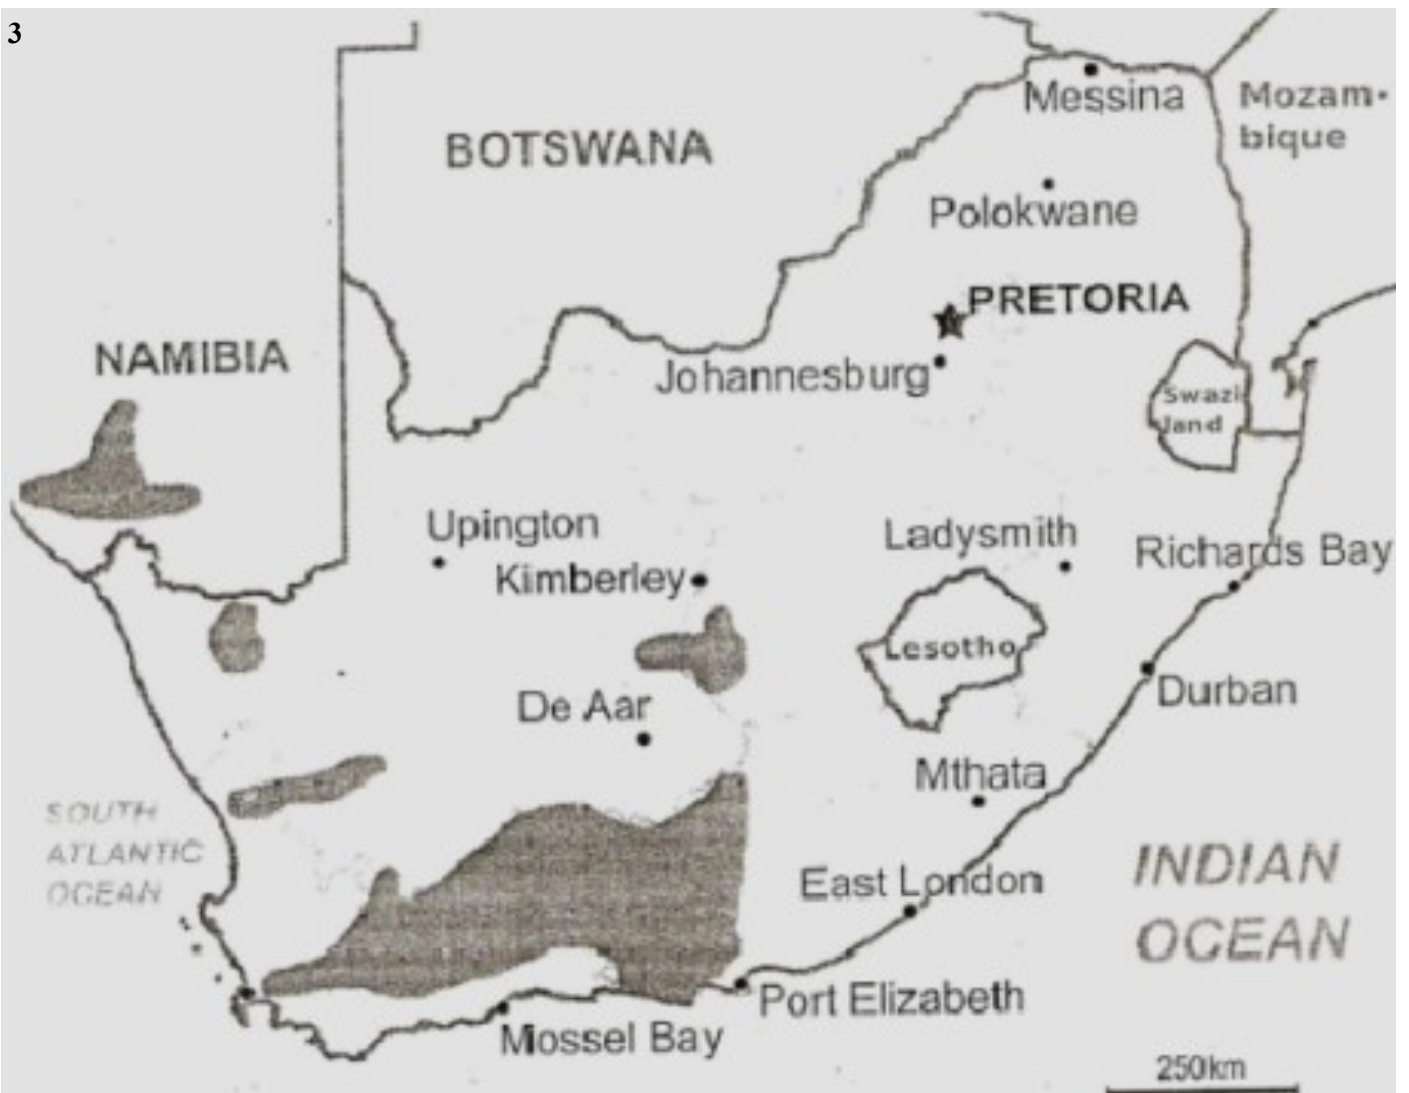 3
Messina
Mozam-
bique
BOTSWANA
Polokwane
PRETORIA
NAMIBIA
Johannesburg
Swazi
land
Upington
Ladysmith
Richards Bay
Kimberley
Lesotho
De Aar
Durban
Mthata
SOUTH
ATLANTIC
OCEAN
INDIAN
OCEAN
East London
Port Elizabeth
Mossel Bay
250km